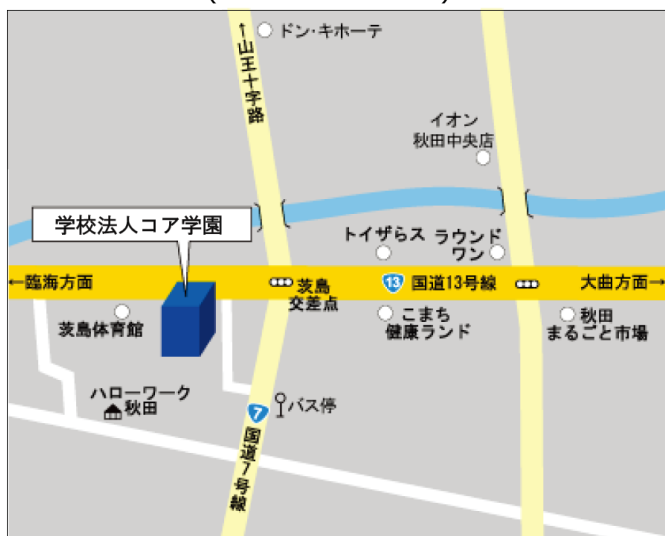 ↑山王十字路
ドン・キホーテ
イオン
秋田中央店
学校法人コア学園
トイザらス
ラウンド
ワン
←臨海方面
茨島
交差点
13
国道13号線
大曲方面→
茨島体育館
こまち
健康ランド
秋田
まるごと市場
ハローワーク
秋田
7
国道7号線
バス停